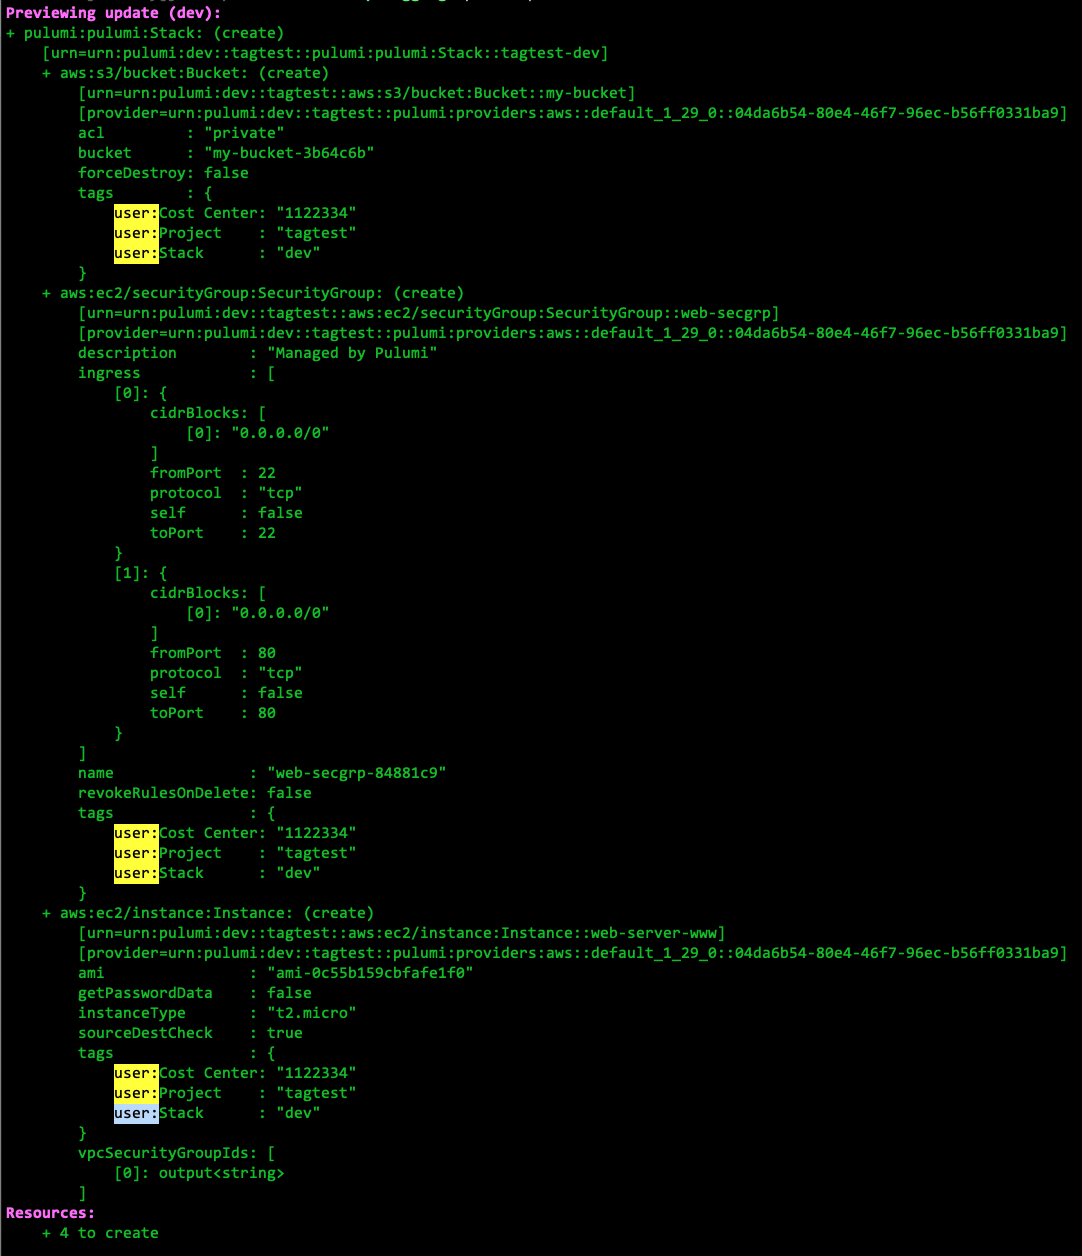 Previewing update (dev):
+ pulumi:pulumi:Stack: (create)
    [urn=urn:pulumi:dev::tagtest::pulumi:pulumi:Stack::tagtest-dev]
    + aws:s3/bucket:Bucket: (create)
        [urn=urn:pulumi:dev::tagtest::aws:s3/bucket:Bucket::my-bucket]
        [provider=urn:pulumi:dev::tagtest::pulumi:providers:aws::default_1_29_0::04da6b54-80e4-46f7-96ec-b56ff0331ba9]
        acl         : "private"
        bucket      : "my-bucket-3b64c6b"
        forceDestroy: false
        tags        : {
            user:Cost Center: "1122334"
            user:Project    : "tagtest"
            user:Stack      : "dev"
        }
    + aws:ec2/securityGroup:SecurityGroup: (create)
        [urn=urn:pulumi:dev::tagtest::aws:ec2/securityGroup:SecurityGroup::web-secgrp]
        [provider=urn:pulumi:dev::tagtest::pulumi:providers:aws::default_1_29_0::04da6b54-80e4-46f7-96ec-b56ff0331ba9]
        description        : "Managed by Pulumi"
        ingress            : [
            [0]: {
                cidrBlocks: [
                    [0]: "0.0.0.0/0"
                ]
                fromPort  : 22
                protocol  : "tcp"
                self      : false
                toPort    : 22
            }
            [1]: {
                cidrBlocks: [
                    [0]: "0.0.0.0/0"
                ]
                fromPort  : 80
                protocol  : "tcp"
                self      : false
                toPort    : 80
            }
        ]
        name               : "web-secgrp-84881c9"
        revokeRulesOnDelete: false
        tags               : {
            user:Cost Center: "1122334"
            user:Project    : "tagtest"
            user:Stack      : "dev"
        }
    + aws:ec2/instance:Instance: (create)
        [urn=urn:pulumi:dev::tagtest::aws:ec2/instance:Instance::web-server-www]
        [provider=urn:pulumi:dev::tagtest::pulumi:providers:aws::default_1_29_0::04da6b54-80e4-46f7-96ec-b56ff0331ba9]
        ami                : "ami-0c55b159cbfafe1f0"
        getPasswordData    : false
        instanceType       : "t2.micro"
        sourceDestCheck    : true
        tags               : {
            user:Cost Center: "1122334"
            user:Project    : "tagtest"
            user:Stack      : "dev"
        }
        vpcSecurityGroupIds: [
            [0]: output<string>
        ]
Resources:
    + 4 to create